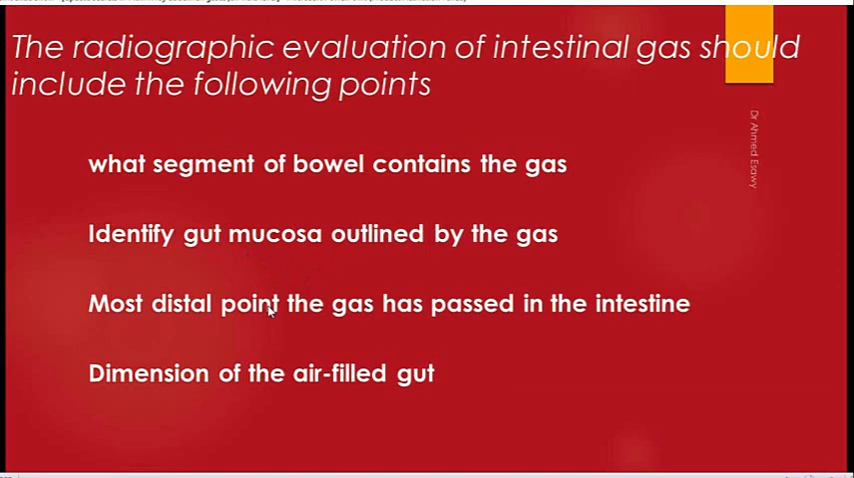 The radiographic evaluation of intestinal gas should
include the following points
what segment of bowel contains the gas
Identify gut mucosa outlined by the gas
Most distal point the gas has passed in the intestine
Dimension of the air-filled gut
Dr Ahmed Esawy